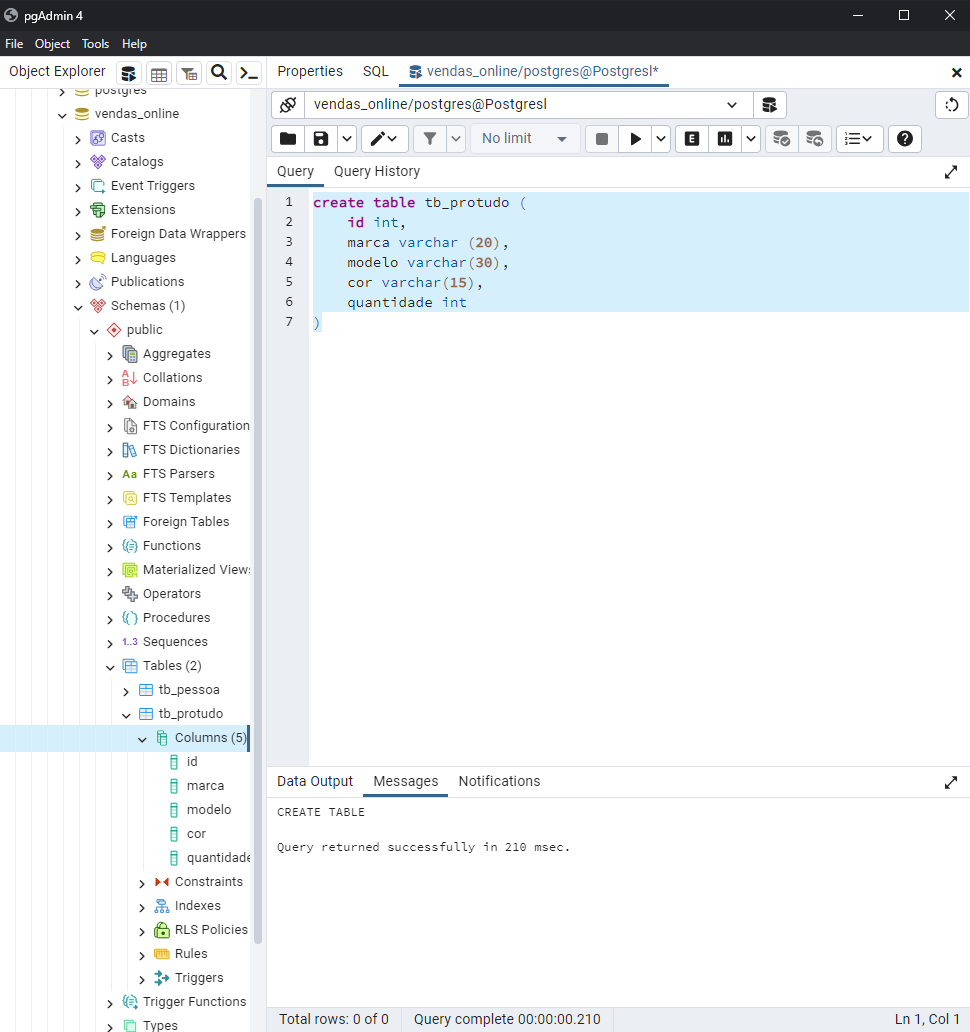 pgAdmin 4
File Object Tools Help
Object Explorer
Properties SQL vendas_online/postgres@Postgresl*
postgres
vendas_online
Casts
Catalogs
Event Triggers
Extensions
Foreign Data Wrappers
Languages
Publications
Schemas (1)
public
Aggregates
Collations
Domains
FTS Configuration
FTS Dictionaries
Aa FTS Parsers
FTS Templates
Foreign Tables
Functions
Materialized Views
Operators
Procedures
1..3 Sequences
Tables (2)
tb_pessoa
tb_protudo
Columns (5)
id
marca
modelo
cor
quantidade
Constraints
Indexes
RLS Policies
Rules
Triggers
Trigger Functions
Types
vendas_online/postgres@Postgresl
No limit
E
Query Query History
1 create table tb_protudo (
2 id int,
3 marca varchar (20),
4 modelo varchar(30),
5 cor varchar(15),
6 quantidade int
7 )
Data Output Messages Notifications
CREATE TABLE
Query returned successfully in 210 msec.
Total rows: 0 of 0 Query complete 00:00:00.210 Ln 1, Col 1